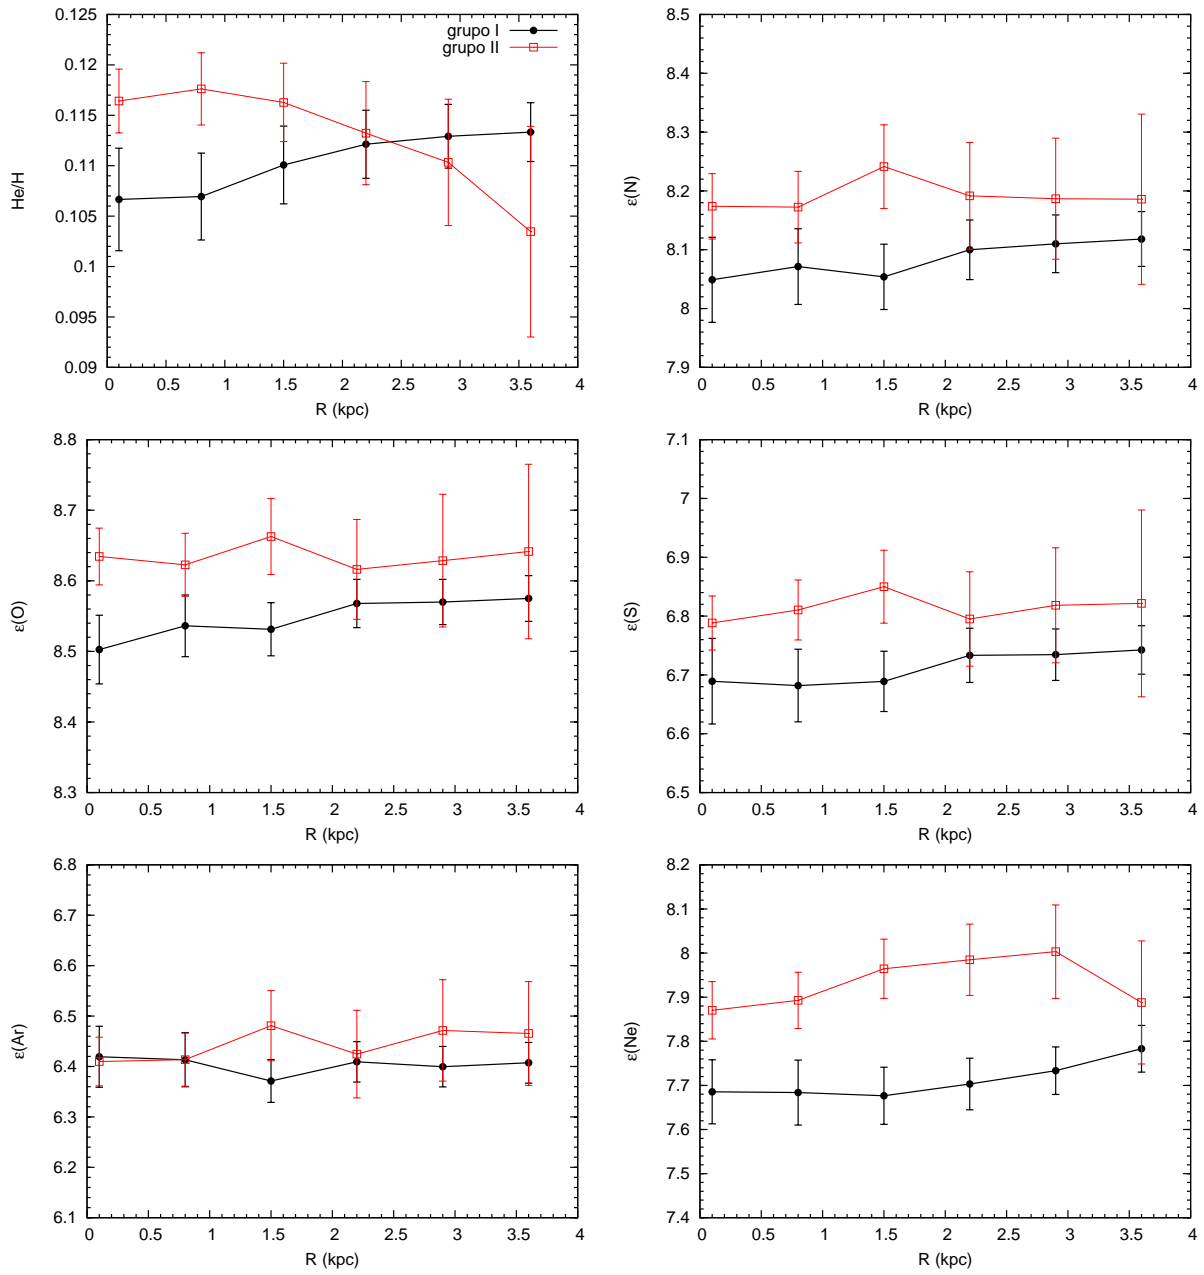 grupo I
grupo II
He/H
0.125
0.12
0.115
0.11
0.105
0.1
0.095
0.09
0 0.5 1 1.5 2 2.5 3 3.5 4
R (kpc)
ε(N)
8.5
8.4
8.3
8.2
8.1
8
7.9
0 0.5 1 1.5 2 2.5 3 3.5 4
R (kpc)
ε(O)
8.8
8.7
8.6
8.5
8.4
8.3
0 0.5 1 1.5 2 2.5 3 3.5 4
R (kpc)
ε(S)
7.1
7
6.9
6.8
6.7
6.6
6.5
0 0.5 1 1.5 2 2.5 3 3.5 4
R (kpc)
ε(Ar)
6.8
6.7
6.6
6.5
6.4
6.3
6.2
6.1
0 0.5 1 1.5 2 2.5 3 3.5 4
R (kpc)
ε(Ne)
8.2
8.1
8
7.9
7.8
7.7
7.6
7.5
7.4
0 0.5 1 1.5 2 2.5 3 3.5 4
R (kpc)